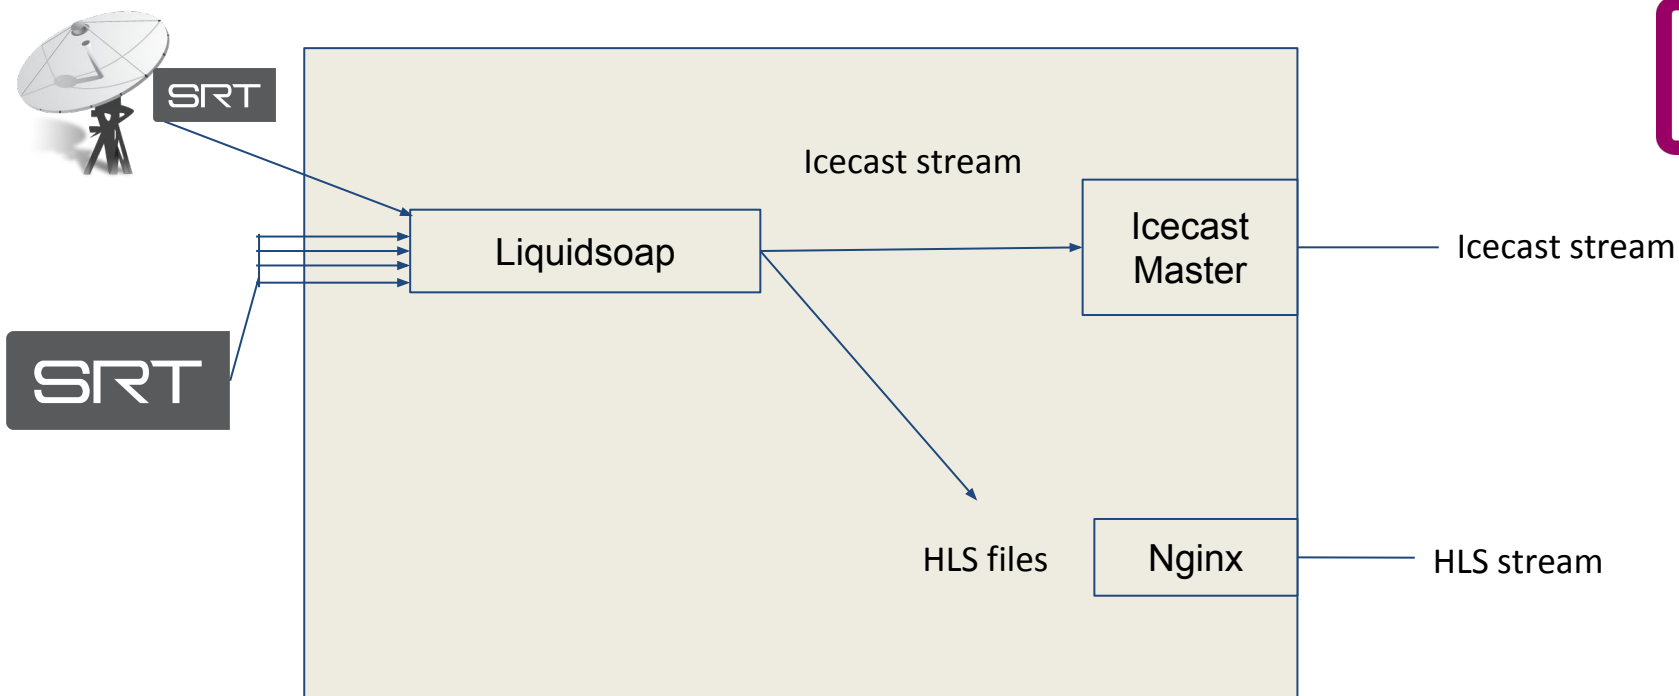 SRT
Icecast stream
Icecast
Master
Icecast stream
Liquidsoap
SRT
HLS files
Nginx
HLS stream